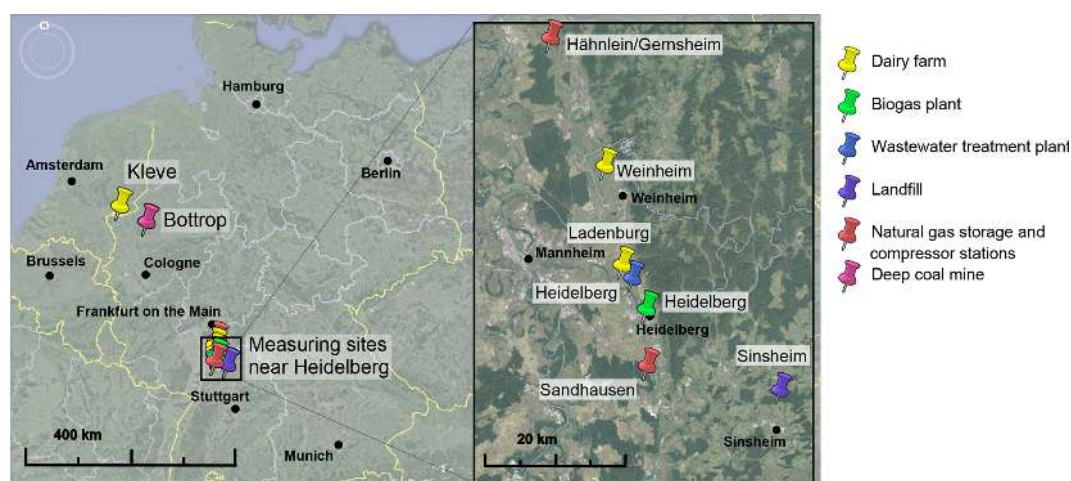 N
Hamburg
Amsterdam
Berlin
Kleve
Bottrop
Brussels
Cologne
Frankfurt on the Main
Measuring sites
near Heidelberg
Stuttgart
400 km
Munich
Hähnlein/Gernsheim
Weinheim
Weinheim
Ladenburg
Mannheim
Heidelberg
Heidelberg
Heidelberg
Sandhausen
Sinsheim
20 km
Sinsheim
Dairy farm
Biogas plant
Wastewater treatment plant
Landfill
Natural gas storage and
compressor stations
Deep coal mine